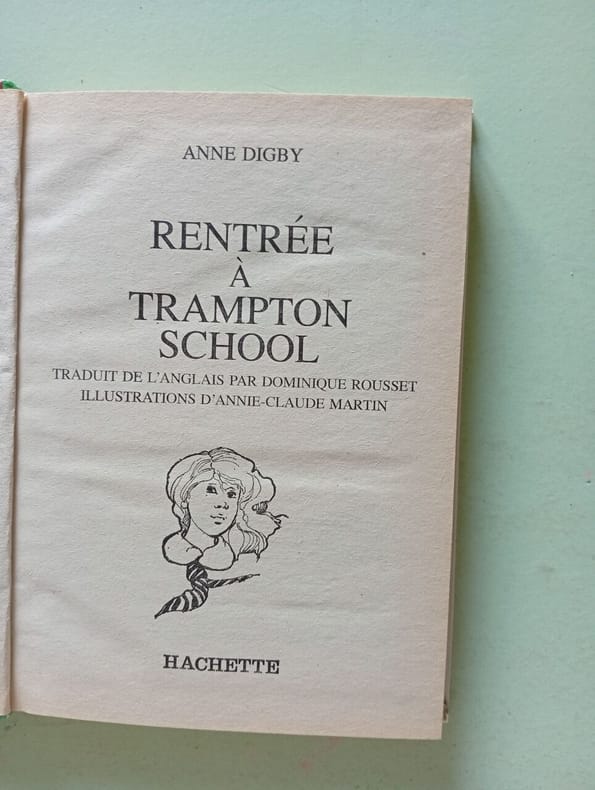 ANNE DIGBY
RENTRÉE
À
TRAMPTON
SCHOOL
TRADUIT DE L'ANGLAIS PAR DOMINIQUE ROUSSET
ILLUSTRATIONS D'ANNIE-CLAUDE MARTIN
HACHETTE